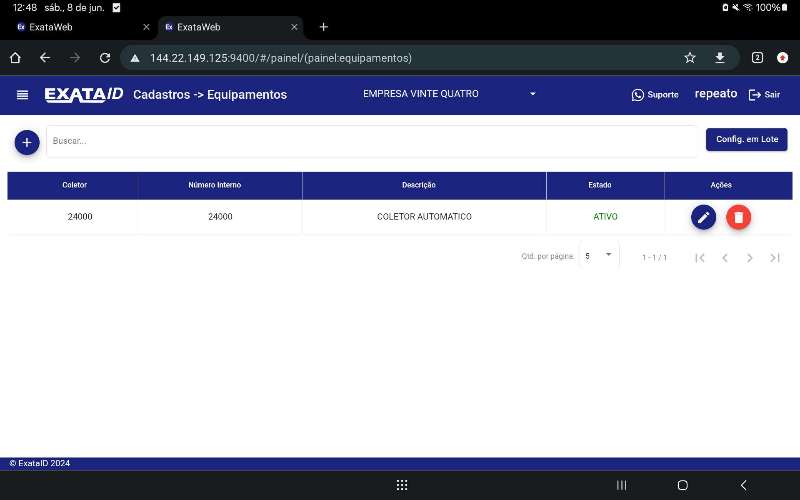 12:48 sáb., 8 de jun. 100%
ExataWeb
ExataWeb
144.22.149.125:9400/#/painel/(painel:equipamentos)
2
EXATAID Cadastros -> Equipamentos EMPRESA VINTE QUATRO Suporte repeato Sair
Buscar... Config. em Lote
Coletor Número Interno Descrição Estado Ações
24000 24000 COLETOR AUTOMATICO ATIVO
Qtd. por página: 5 1 - 1 / 1
© ExataID 2024